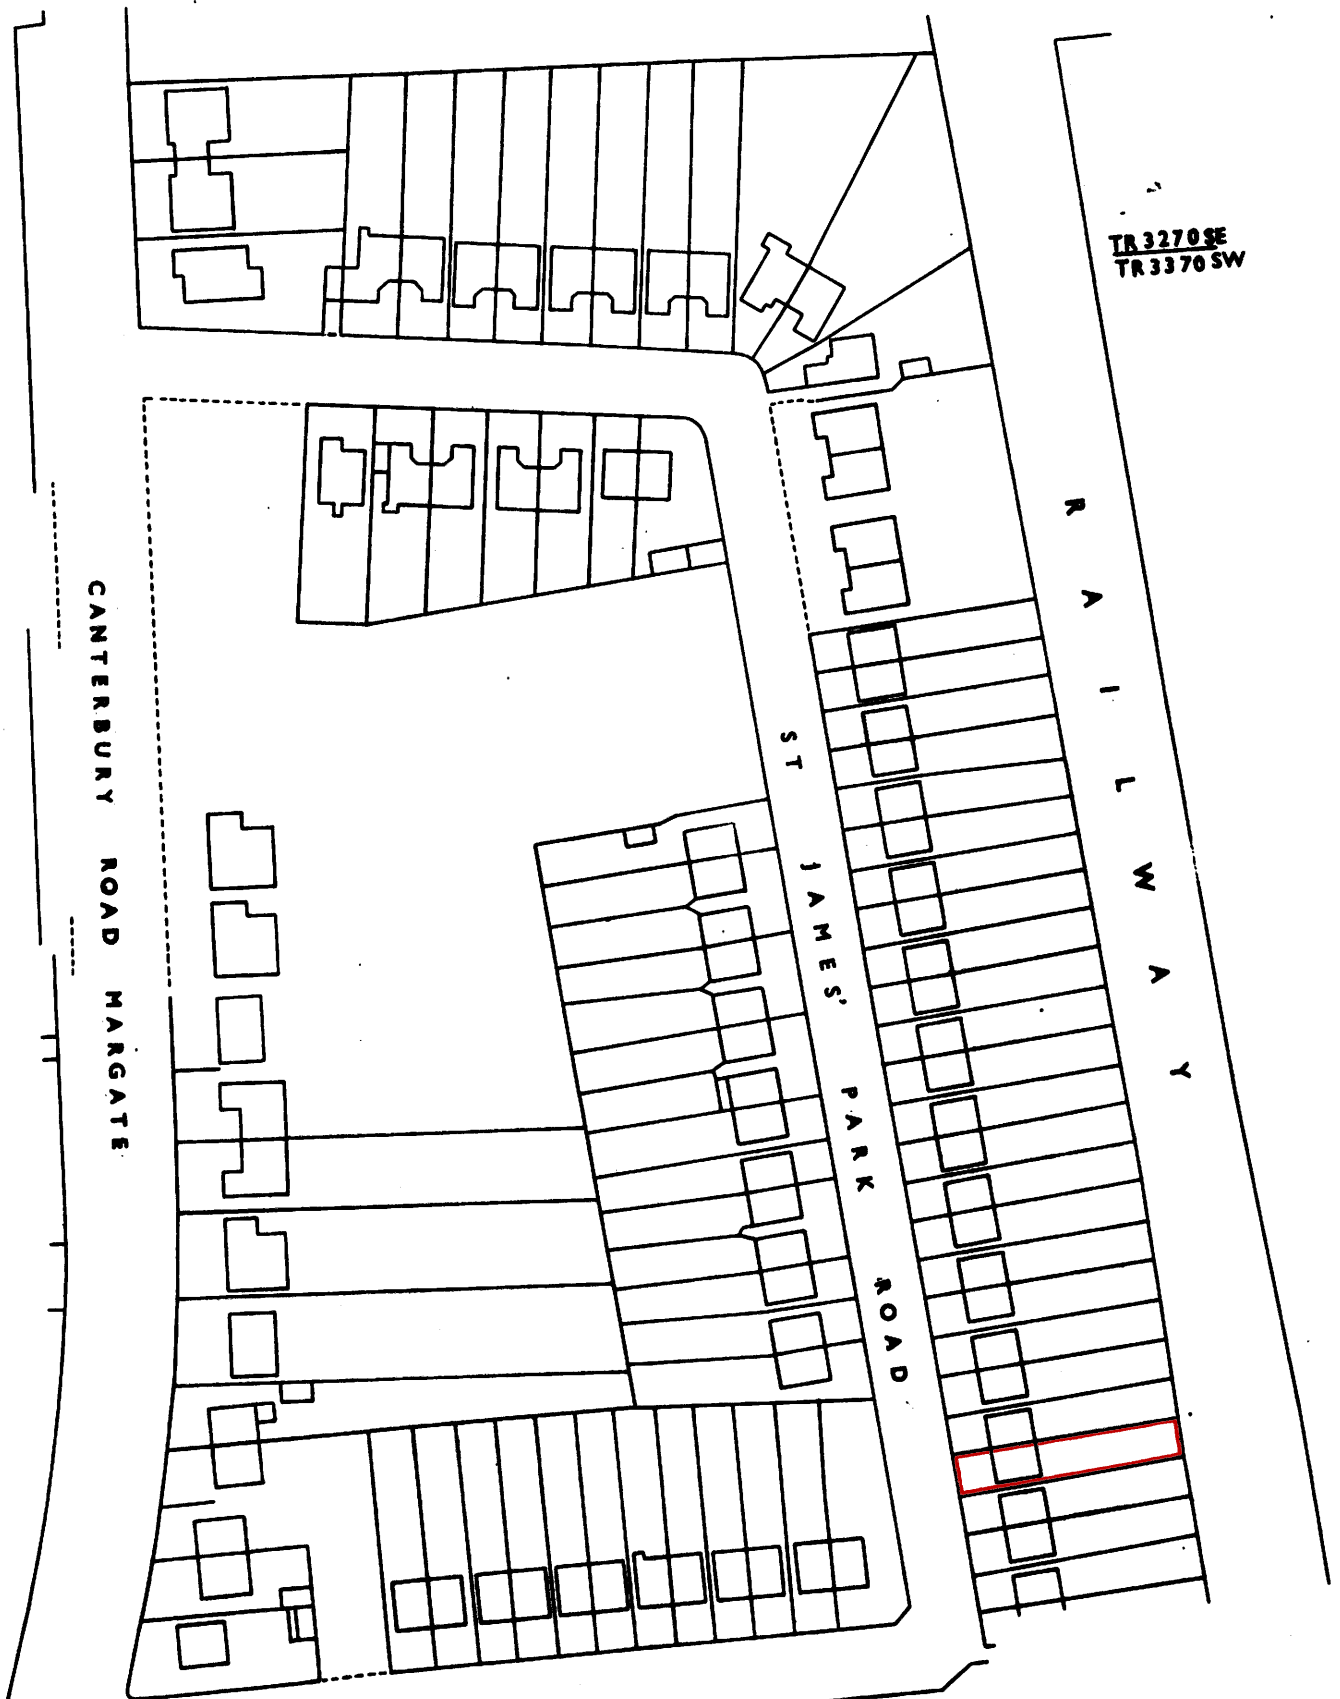 TR 3270 SE
TR 3370 SW
RAILWAY
CANTERBURY ROAD MARGATE
ST JAMES' PARK ROAD